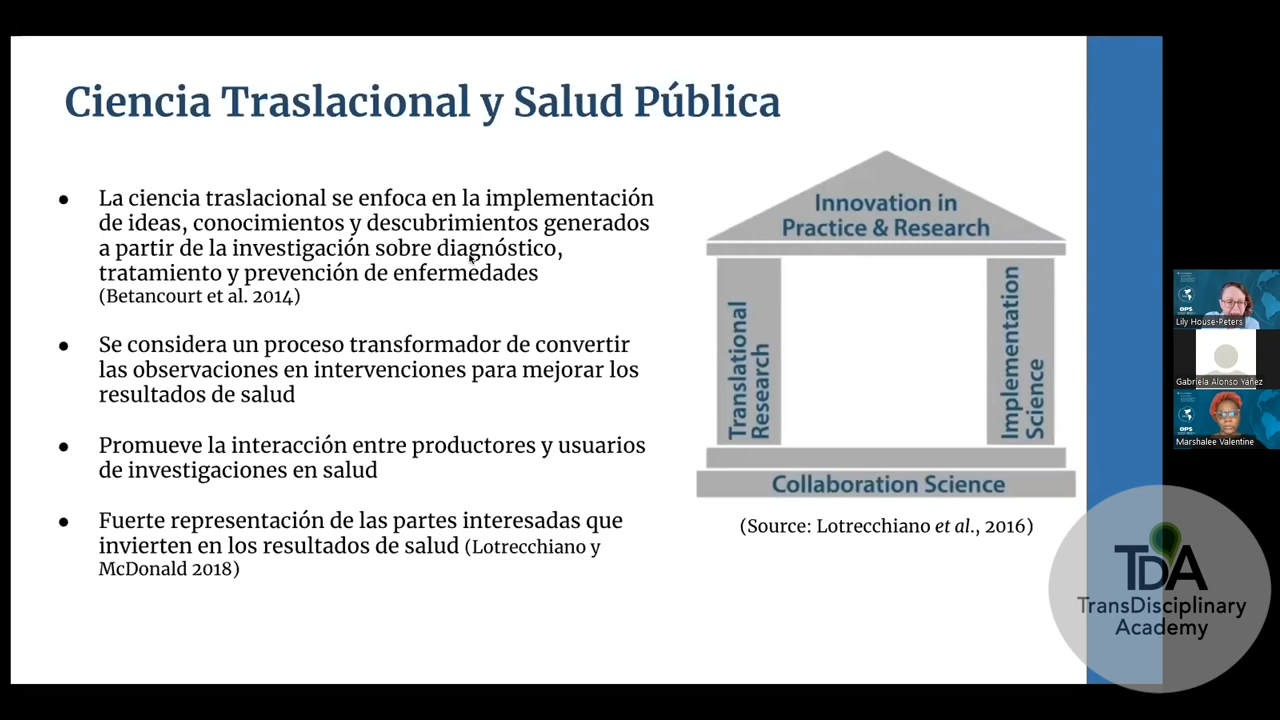 Ciencia Traslacional y Salud Pública
● La ciencia traslacional se enfoca en la implementación
de ideas, conocimientos y descubrimientos generados
a partir de la investigación sobre diagnóstico,
tratamiento y prevención de enfermedades
(Betancourt et al. 2014)
● Se considera un proceso transformador de convertir
las observaciones en intervenciones para mejorar los
resultados de salud
● Promueve la interacción entre productores y usuarios
de investigaciones en salud
● Fuerte representación de las partes interesadas que
invierten en los resultados de salud (Lotrecchiano y
McDonald 2018)
Innovation in
Practice & Research
Translational
Research
Implementation
Science
Collaboration Science
(Source: Lotrecchiano et al., 2016)
OPS
Lily House-Peters
Gabriela Alonso Yáñez
OPS
Marshalee Valentine
TDA
TransDisciplinary
Academy